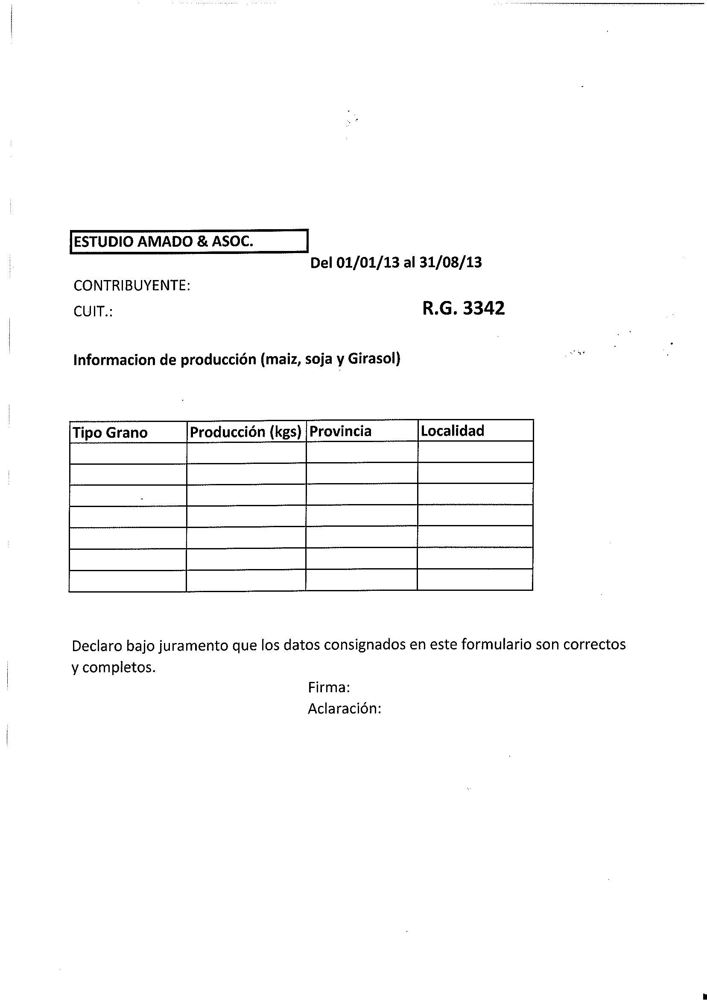 ESTUDIO AMADO & ASOC.
Del 01/01/13 al 31/08/13
CONTRIBUYENTE:
CUIT.:
R.G. 3342
Informacion de producción (maiz, soja y Girasol)
Tipo Grano Producción (kgs) Provincia Localidad
Declaro bajo juramento que los datos consignados en este formulario son correctos
y completos.
Firma:
Aclaración: